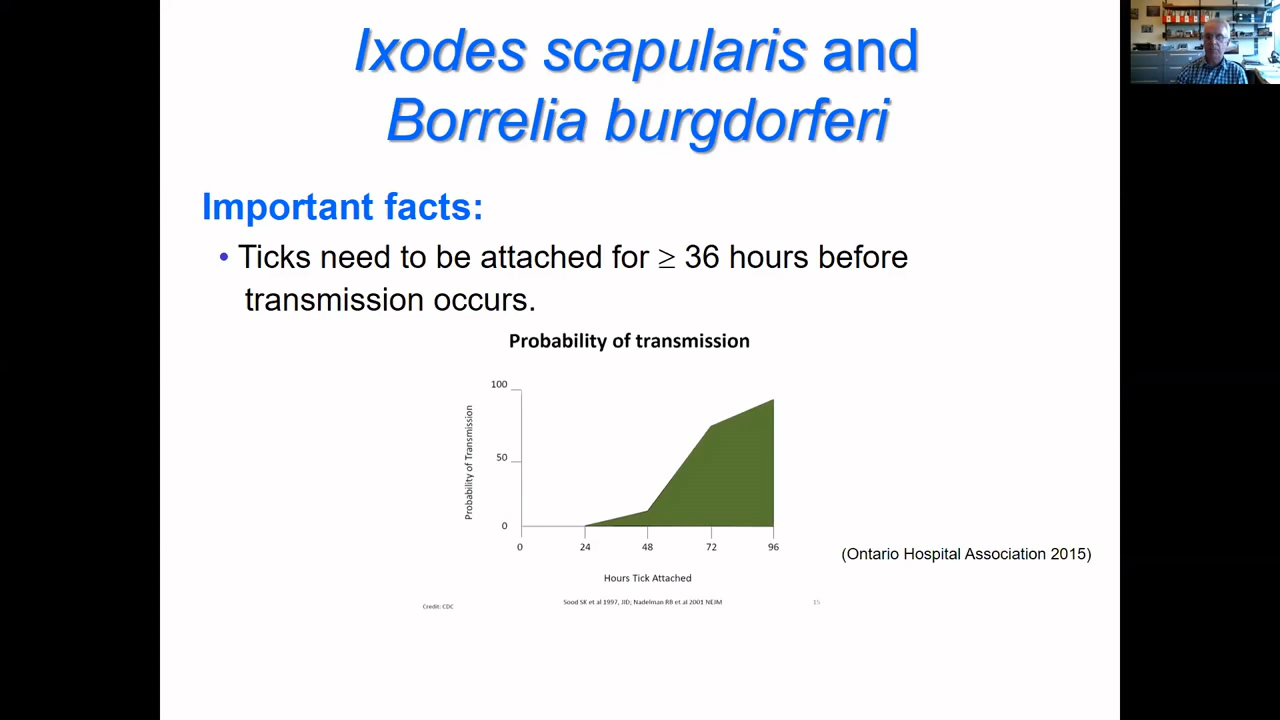 Ixodes scapularis and
Borrelia burgdorferi
Important facts:
• Ticks need to be attached for ≥ 36 hours before
transmission occurs.
Probability of transmission
100
50
0
Probability of Transmission
0 24 48 72 96
Hours Tick Attached
(Ontario Hospital Association 2015)
Credit: CDC
Sood SK et al 1997, JID; Nadelman RB et al 2001 NEJM
15